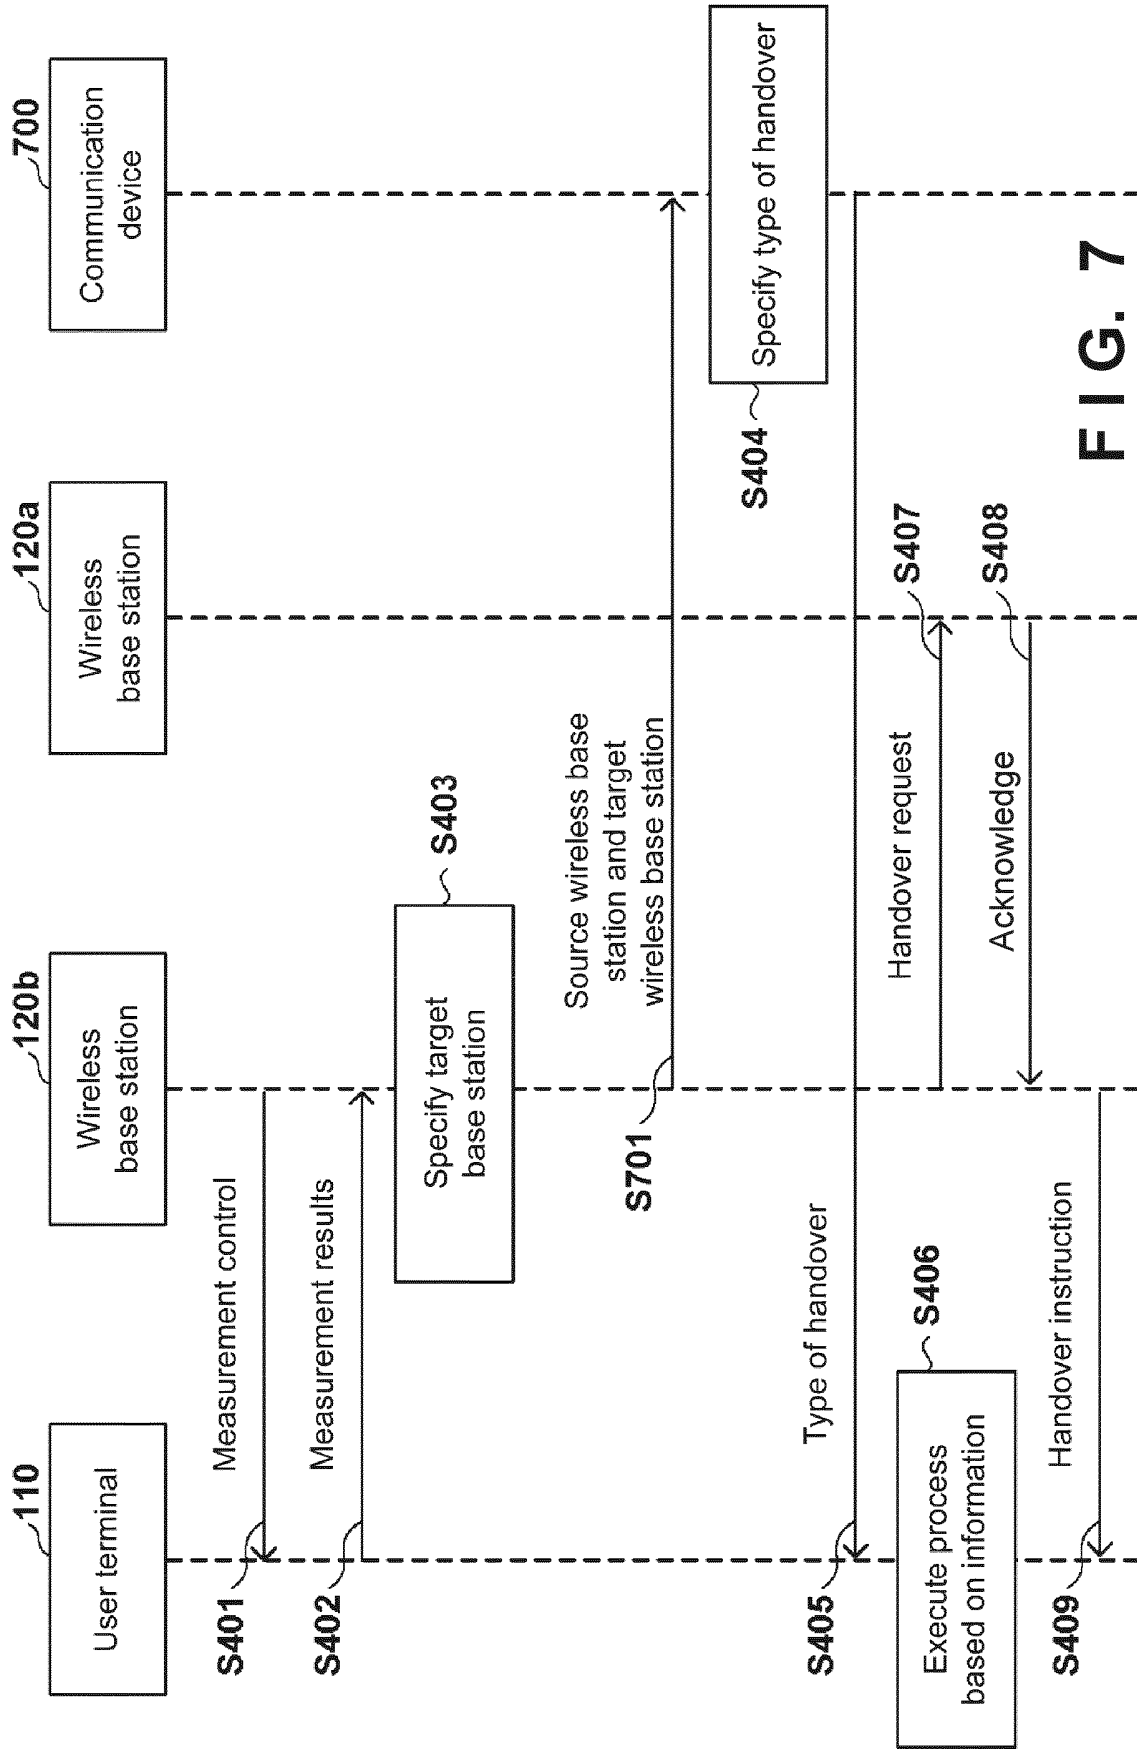 110
User terminal
120b
Wireless
base station
120a
Wireless
base station
700
Communication
device
Measurement control
S401
Measurement results
S402
Specify target
base station
S403
Source wireless base
station and target
wireless base station
S701
Specify type of handover
S404
Type of handover
S405
Execute process
based on information
S406
Handover request
S407
Acknowledge
S408
Handover instruction
S409
FIG. 7